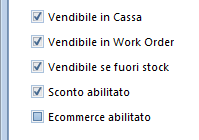 Vendibile in Cassa
Vendibile in Work Order
Vendibile se fuori stock
Sconto abilitato
Ecommerce abilitato